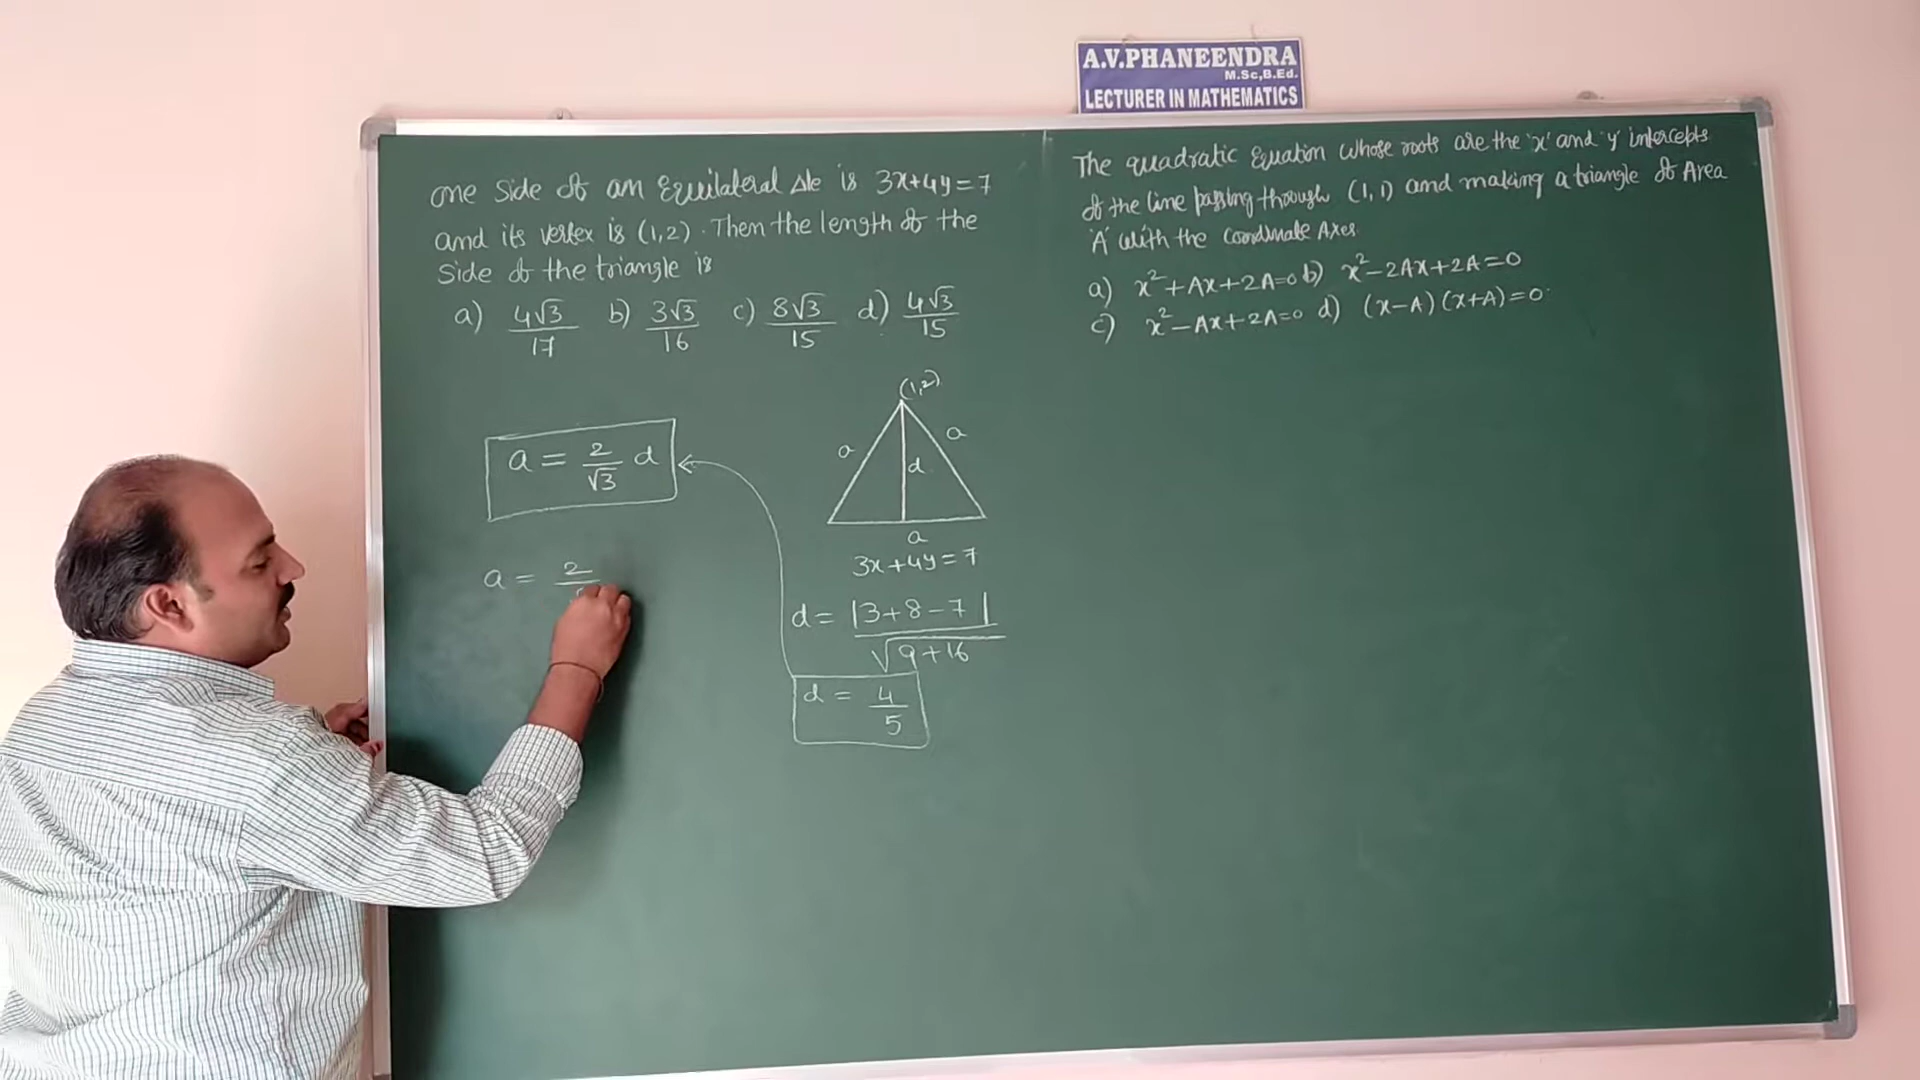 A.V.PHANEENDRA
M.Sc,B.Ed.
LECTURER IN MATHEMATICS
one side of an Equilateral Δle is 3x+4y=7
and its vertex is (1,2). Then the length of the
side of the triangle is
a) 4√3/17 b) 3√3/16 c) 8√3/15 d) 4√3/15
(1,2)
a a
d
a
3x+4y=7
a = 2/√3 d
a = 2
d = |3+8-7|/√9+16
d = 4/5
The quadratic Equation whose roots are the 'x' and 'y' intercepts
of the line passing through (1,1) and making a triangle of Area
'A' with the coordinate Axes.
a) x²+Ax+2A=0 b) x²-2Ax+2A=0
c) x²-Ax+2A=0 d) (x-A)(x+A)=0.